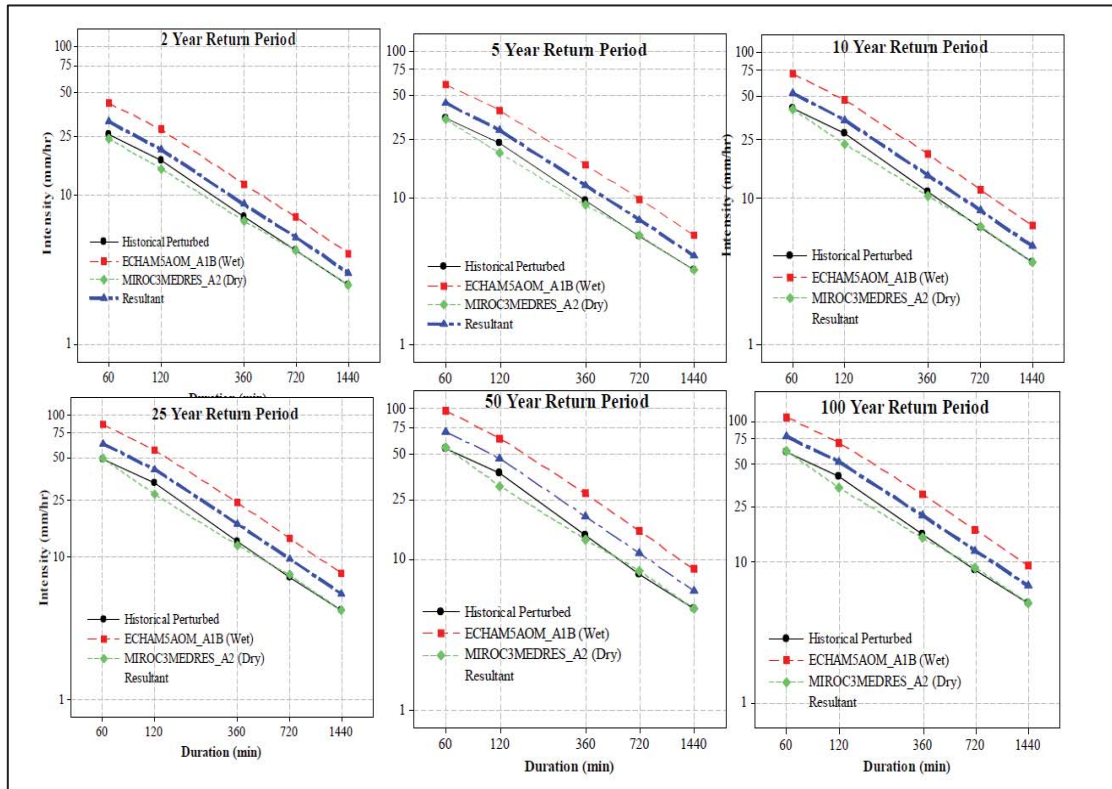 2 Year Return Period
100
75
50
25
10
1
Intensity (mm/hr)
Historical Perturbed
ECHAM5AOM_A1B (Wet)
MIROC3MEDRES_A2 (Dry)
Resultant
60 120 360 720 1440
Duration (min)
5 Year Return Period
100
75
50
25
10
1
Historical Perturbed
ECHAM5AOM_A1B (Wet)
MIROC3MEDRES_A2 (Dry)
Resultant
60 120 360 720 1440
10 Year Return Period
100
75
50
25
10
1
Intensity (mm/hr)
Historical Perturbed
ECHAM5AOM_A1B (Wet)
MIROC3MEDRES_A2 (Dry)
Resultant
60 120 360 720 1440
25 Year Return Period
100
75
50
25
10
1
Intensity (mm/hr)
Historical Perturbed
ECHAM5AOM_A1B (Wet)
MIROC3MEDRES_A2 (Dry)
Resultant
60 120 360 720 1440
Duration (min)
50 Year Return Period
100
75
50
25
10
1
Historical Perturbed
ECHAM5AOM_A1B (Wet)
MIROC3MEDRES_A2 (Dry)
Resultant
60 120 360 720 1440
Duration (min)
100 Year Return Period
100
75
50
25
10
1
Historical Perturbed
ECHAM5AOM_A1B (Wet)
MIROC3MEDRES_A2 (Dry)
Resultant
60 120 360 720 1440
Duration (min)